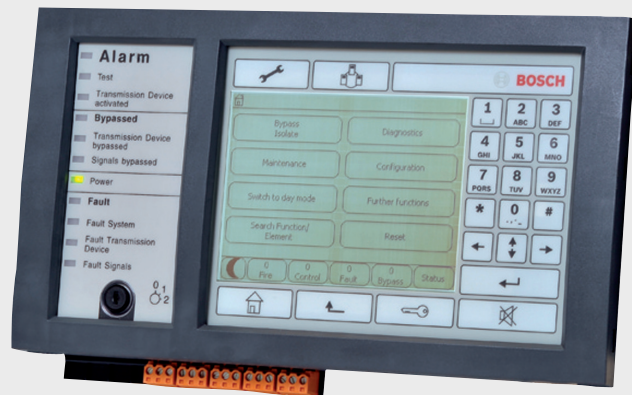 Alarm
Test
Transmission Device
activated
Bypassed
Transmission Device
bypassed
Signals bypassed
Power
Fault
Fault System
Fault Transmission
Device
Fault Signals
0
1
2
BOSCH
Bypass
Isolate
Diagnostics
Maintenance
Configuration
Switch to day mode
Further functions
Search Function/
Element
Reset
0
Fire
0
Control
0
Fault
0
Bypass
Status
1
2
ABC
3
DEF
4
GHI
5
JKL
6
MNO
7
PQRS
8
TUV
9
WXYZ
*
0
#